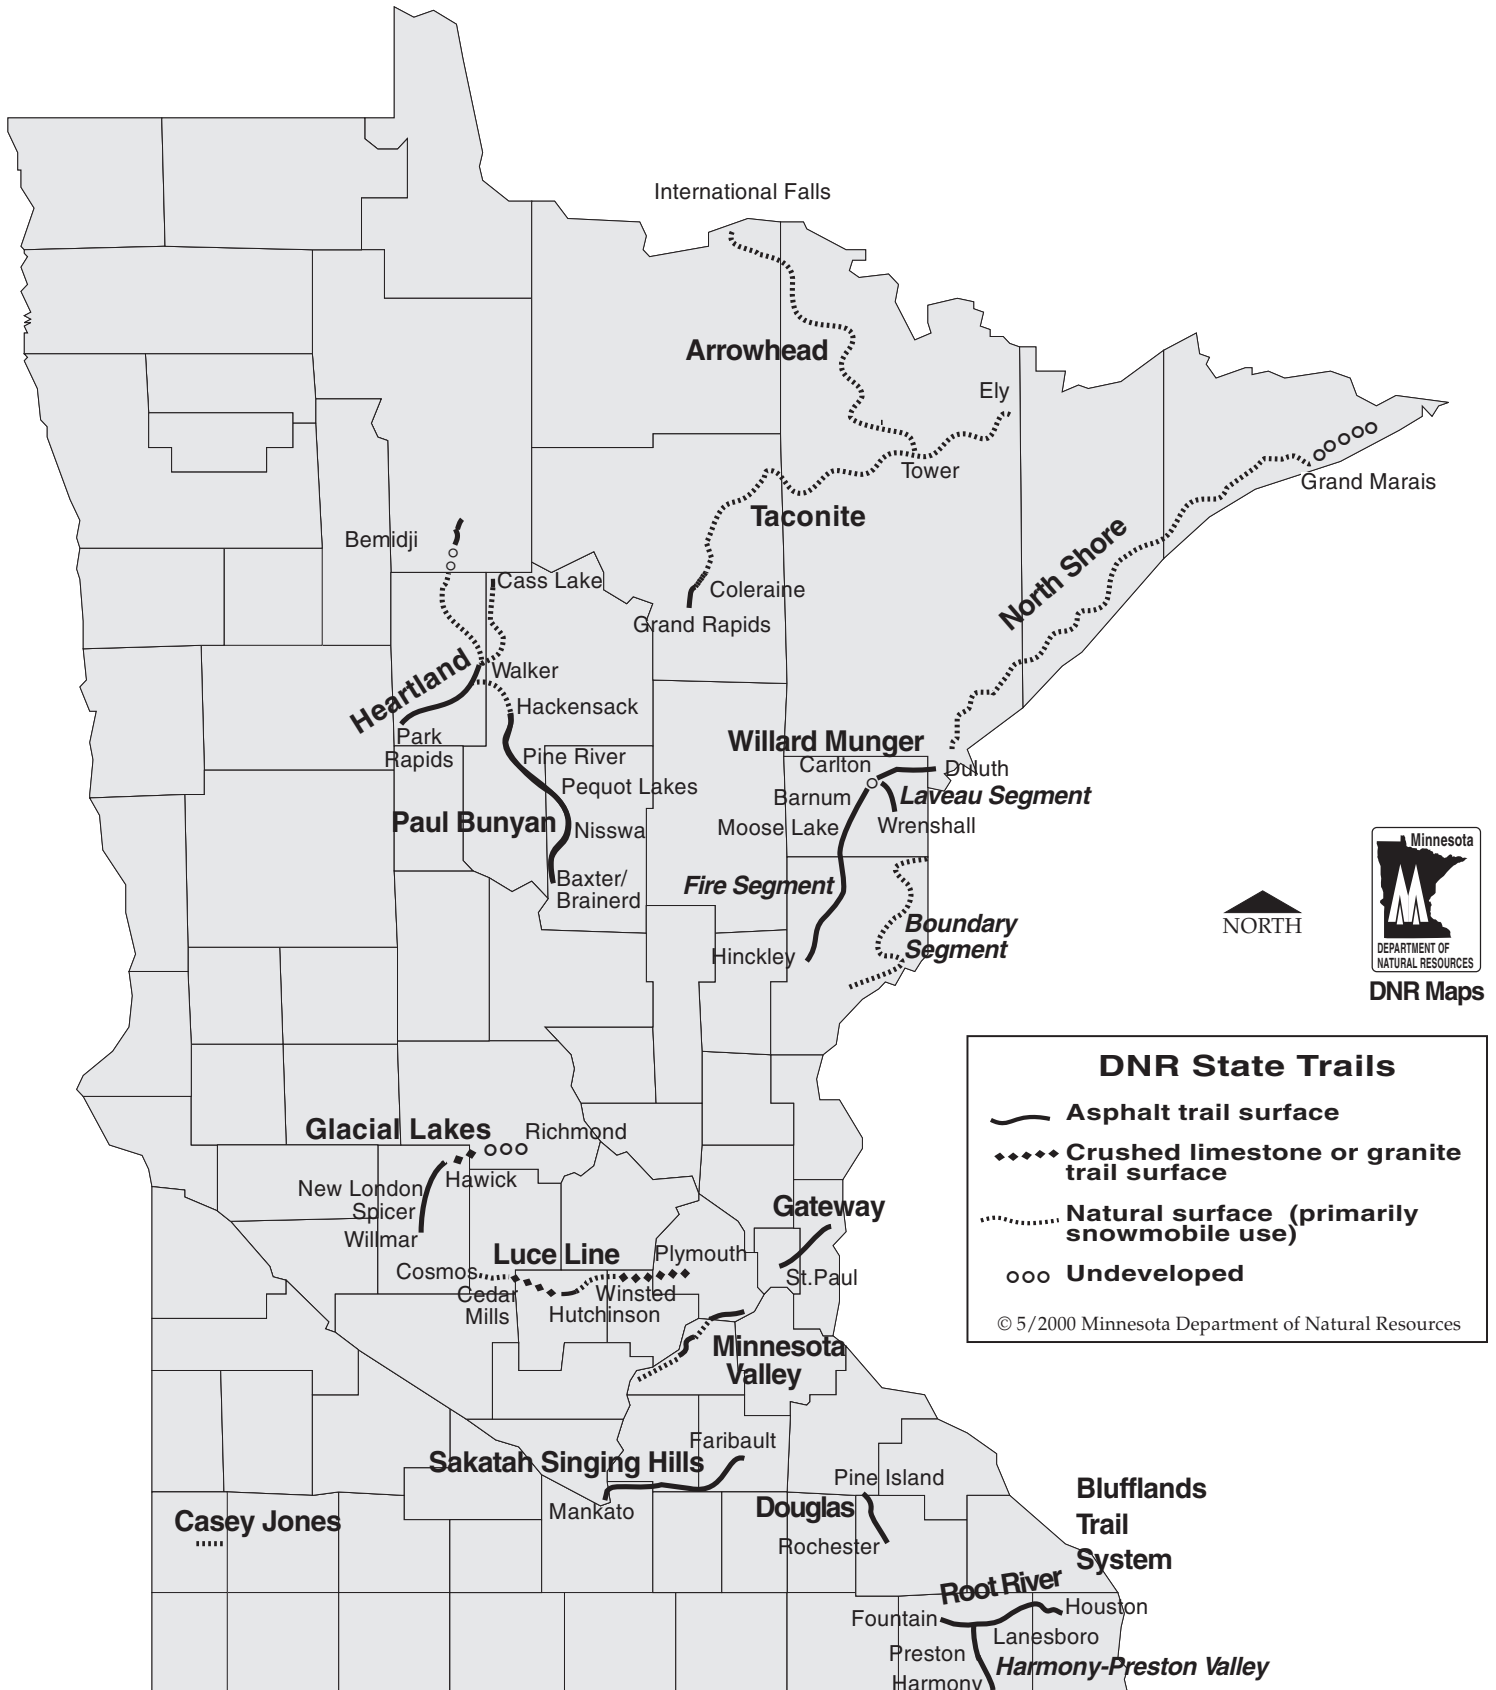 International Falls
Arrowhead
Ely
Tower
Grand Marais
Taconite
North Shore
Bemidji
Cass Lake
Coleraine
Grand Rapids
Heartland
Walker
Hackensack
Park
Rapids
Pine River
Pequot Lakes
Paul Bunyan
Nisswa
Baxter/
Brainerd
Willard Munger
Carlton
Duluth
Barnum
Laveau Segment
Moose Lake
Wrenshall
Fire Segment
Boundary
Segment
Hinckley
NORTH
Minnesota
DEPARTMENT OF
NATURAL RESOURCES
DNR Maps
DNR State Trails
Asphalt trail surface
Crushed limestone or granite
trail surface
Natural surface (primarily
snowmobile use)
Undeveloped
© 5/2000 Minnesota Department of Natural Resources
Glacial Lakes
Richmond
Hawick
New London
Spicer
Willmar
Gateway
St.Paul
Luce Line
Plymouth
Cosmos
Cedar
Mills
Winsted
Hutchinson
Minnesota
Valley
Faribault
Sakatah Singing Hills
Mankato
Pine Island
Douglas
Rochester
Casey Jones
Blufflands
Trail
System
Root River
Fountain
Houston
Lanesboro
Preston
Harmony-Preston Valley
Harmony